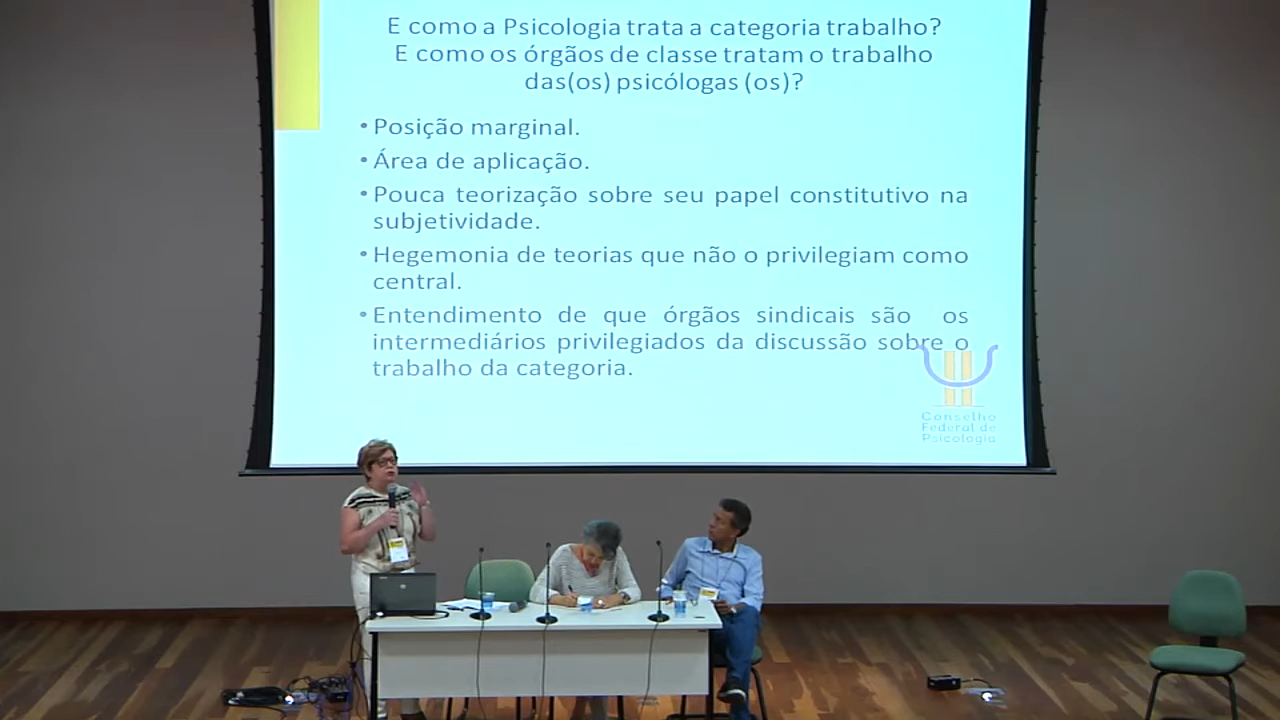 E como a Psicologia trata a categoria trabalho?
E como os órgãos de classe tratam o trabalho
das(os) psicólogas (os)?
• Posição marginal.
• Área de aplicação.
• Pouca teorização sobre seu papel constitutivo na
subjetividade.
• Hegemonia de teorias que não o privilegiam como
central.
• Entendimento de que órgãos sindicais são os
intermediários privilegiados da discussão sobre o
trabalho da categoria.
Conselho
Federal de
Psicologia